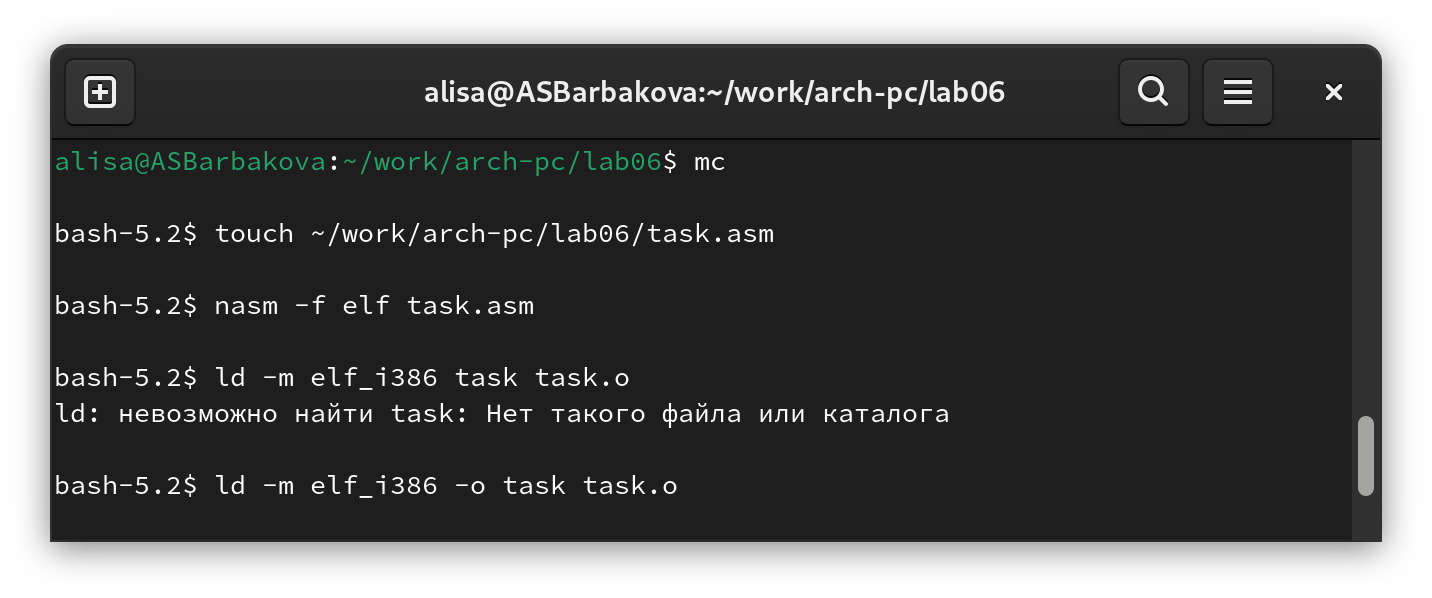 alisa@ASBarbakova:~/work/arch-pc/lab06
alisa@ASBarbakova:~/work/arch-pc/lab06$ mc
bash-5.2$ touch ~/work/arch-pc/lab06/task.asm
bash-5.2$ nasm -f elf task.asm
bash-5.2$ ld -m elf_i386 task task.o
ld: невозможно найти task: Нет такого файла или каталога
bash-5.2$ ld -m elf_i386 -o task task.o